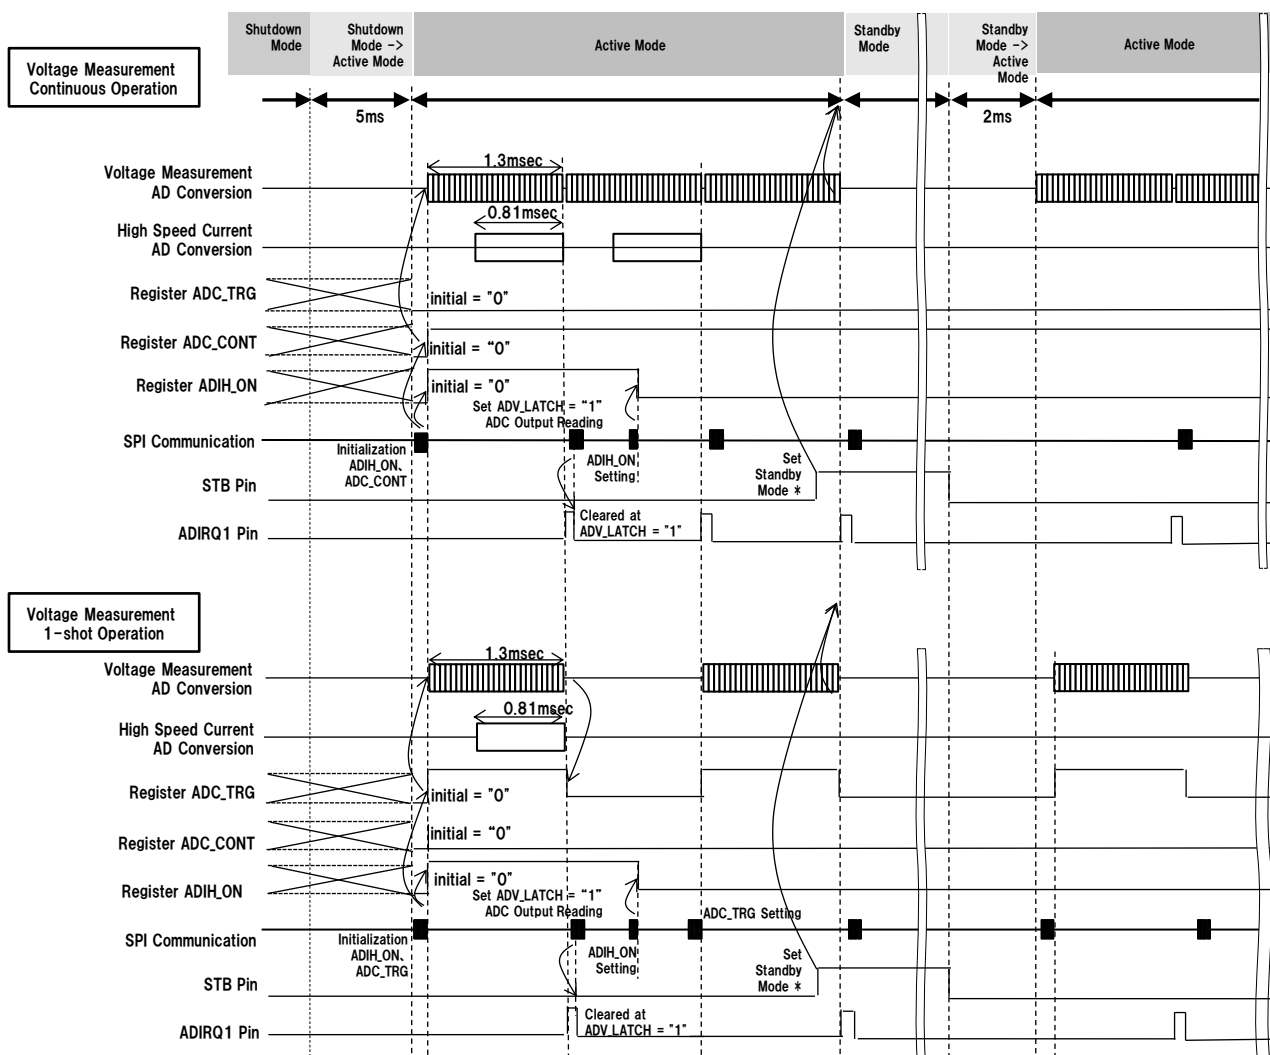 Shutdown
Mode
Shutdown
Mode ->
Active Mode
Active Mode
Standby
Mode
Standby
Mode ->
Active
Mode
Active Mode
Voltage Measurement
Continuous Operation
5ms
2ms
Voltage Measurement
AD Conversion
1.3msec
High Speed Current
AD Conversion
0.81msec
Register ADC_TRG
initial = "0"
Register ADC_CONT
initial = “0”
Register ADIH_ON
initial = "0"
Set ADV_LATCH = “1”
ADC Output Reading
SPI Communication
Initialization
ADIH_ON、
ADC_CONT
ADIH_ON
Setting
Set
Standby
Mode *
STB Pin
ADIRQ1 Pin
Cleared at
ADV_LATCH = "1"
Voltage Measurement
1-shot Operation
Voltage Measurement
AD Conversion
1.3msec
High Speed Current
AD Conversion
0.81msec
Register ADC_TRG
initial = "0"
Register ADC_CONT
initial = “0”
Register ADIH_ON
initial = "0"
Set ADV_LATCH = “1”
ADC Output Reading
ADC_TRG Setting
SPI Communication
Initialization
ADIH_ON、
ADC_TRG
ADIH_ON
Setting
Set
Standby
Mode *
STB Pin
ADIRQ1 Pin
Cleared at
ADV_LATCH = "1"